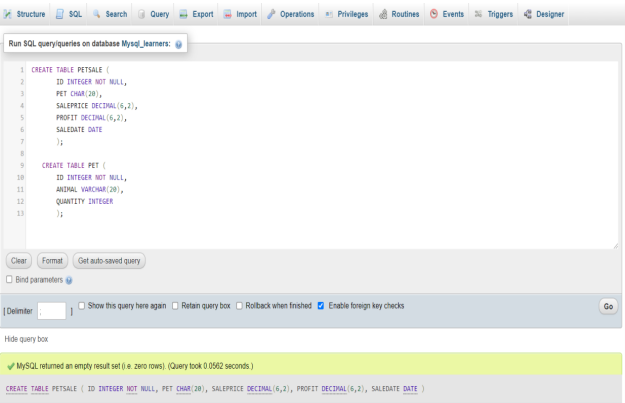 Structure SQL Search Query Export Import Operations Privileges Routines Events Triggers Designer
Run SQL query/queries on database Mysql_learners:
1 CREATE TABLE PETSALE (
2 ID INTEGER NOT NULL,
3 PET CHAR(20),
4 SALEPRICE DECIMAL(6,2),
5 PROFIT DECIMAL(6,2),
6 SALEDATE DATE
7 );
8
9 CREATE TABLE PET (
10 ID INTEGER NOT NULL,
11 ANIMAL VARCHAR(20),
12 QUANTITY INTEGER
13 );
Clear Format Get auto-saved query
Bind parameters
[ Delimiter ; ] Show this query here again Retain query box Rollback when finished Enable foreign key checks Go
Hide query box
MySQL returned an empty result set (i.e. zero rows). (Query took 0.0562 seconds.)
CREATE TABLE PETSALE ( ID INTEGER NOT NULL, PET CHAR(20), SALEPRICE DECIMAL(6,2), PROFIT DECIMAL(6,2), SALEDATE DATE )